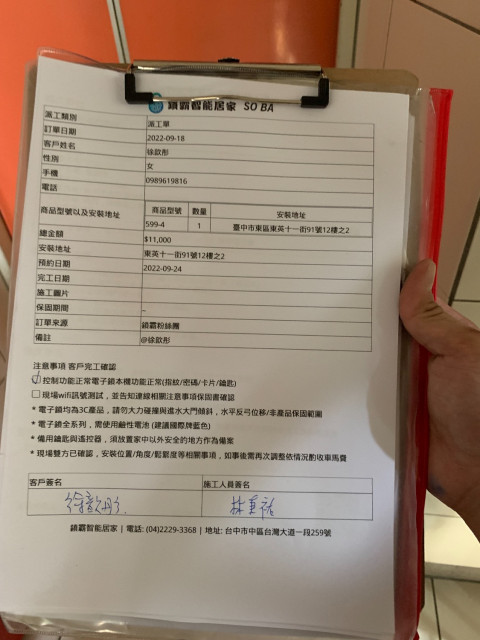 鎖霸智能居家 SO BA
派工類別 派工單
訂單日期 2022-09-18
客戶姓名 徐歆彤
性別 女
手機 0989619816
電話
商品型號以及安裝地址 商品型號 數量 安裝地址
599-4 1 臺中市東區東英十一街91號12樓之2
總金額 $11,000
安裝地址 東英十一街91號12樓之2
預約日期 2022-09-24
完工日期
施工圖片
保固期間 ~
訂單來源 鎖霸粉絲團
備註 @徐歆彤
注意事項 客戶完工確認
控制功能正常電子鎖本機功能正常(指紋/密碼/卡片/鑰匙)
現場wifi訊號測試，並告知連線相關注意事項保固書確認
* 電子鎖均為3C產品，請勿大力碰撞與進水大門傾斜，水平反弓位移/非產品保固範圍
* 電子鎖全系列，需使用鹼性電池 (建議國際牌藍色)
* 備用鑰匙與遙控器，須放置家中以外安全的地方作為備案
* 現場雙方已確認，安裝位置/角度/鬆緊度等相關事項，如事後需再次調整依情況酌收車馬費
客戶簽名 施工人員簽名
徐歆彤 林秉祐
鎖霸智能居家 | 電話: (04)2229-3368 | 地址: 台中市中區台灣大道一段259號